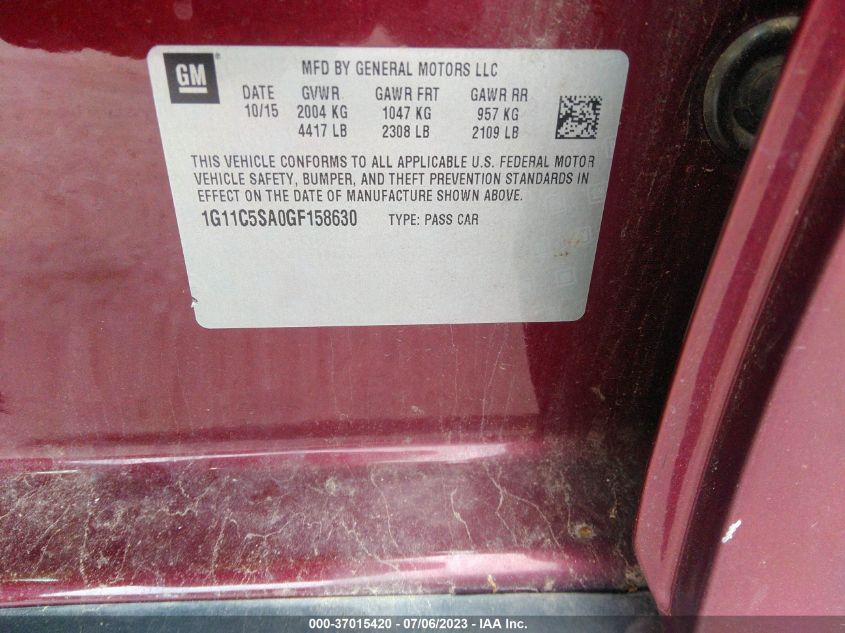 GM
MFD BY GENERAL MOTORS LLC
DATE GVWR GAWR FRT GAWR RR
10/15 2004 KG 1047 KG 957 KG
4417 LB 2308 LB 2109 LB
THIS VEHICLE CONFORMS TO ALL APPLICABLE U.S. FEDERAL MOTOR
VEHICLE SAFETY, BUMPER, AND THEFT PREVENTION STANDARDS IN
EFFECT ON THE DATE OF MANUFACTURE SHOWN ABOVE.
1G11C5SA0GF158630 TYPE: PASS CAR
000-37015420 - 07/06/2023 - IAA Inc.